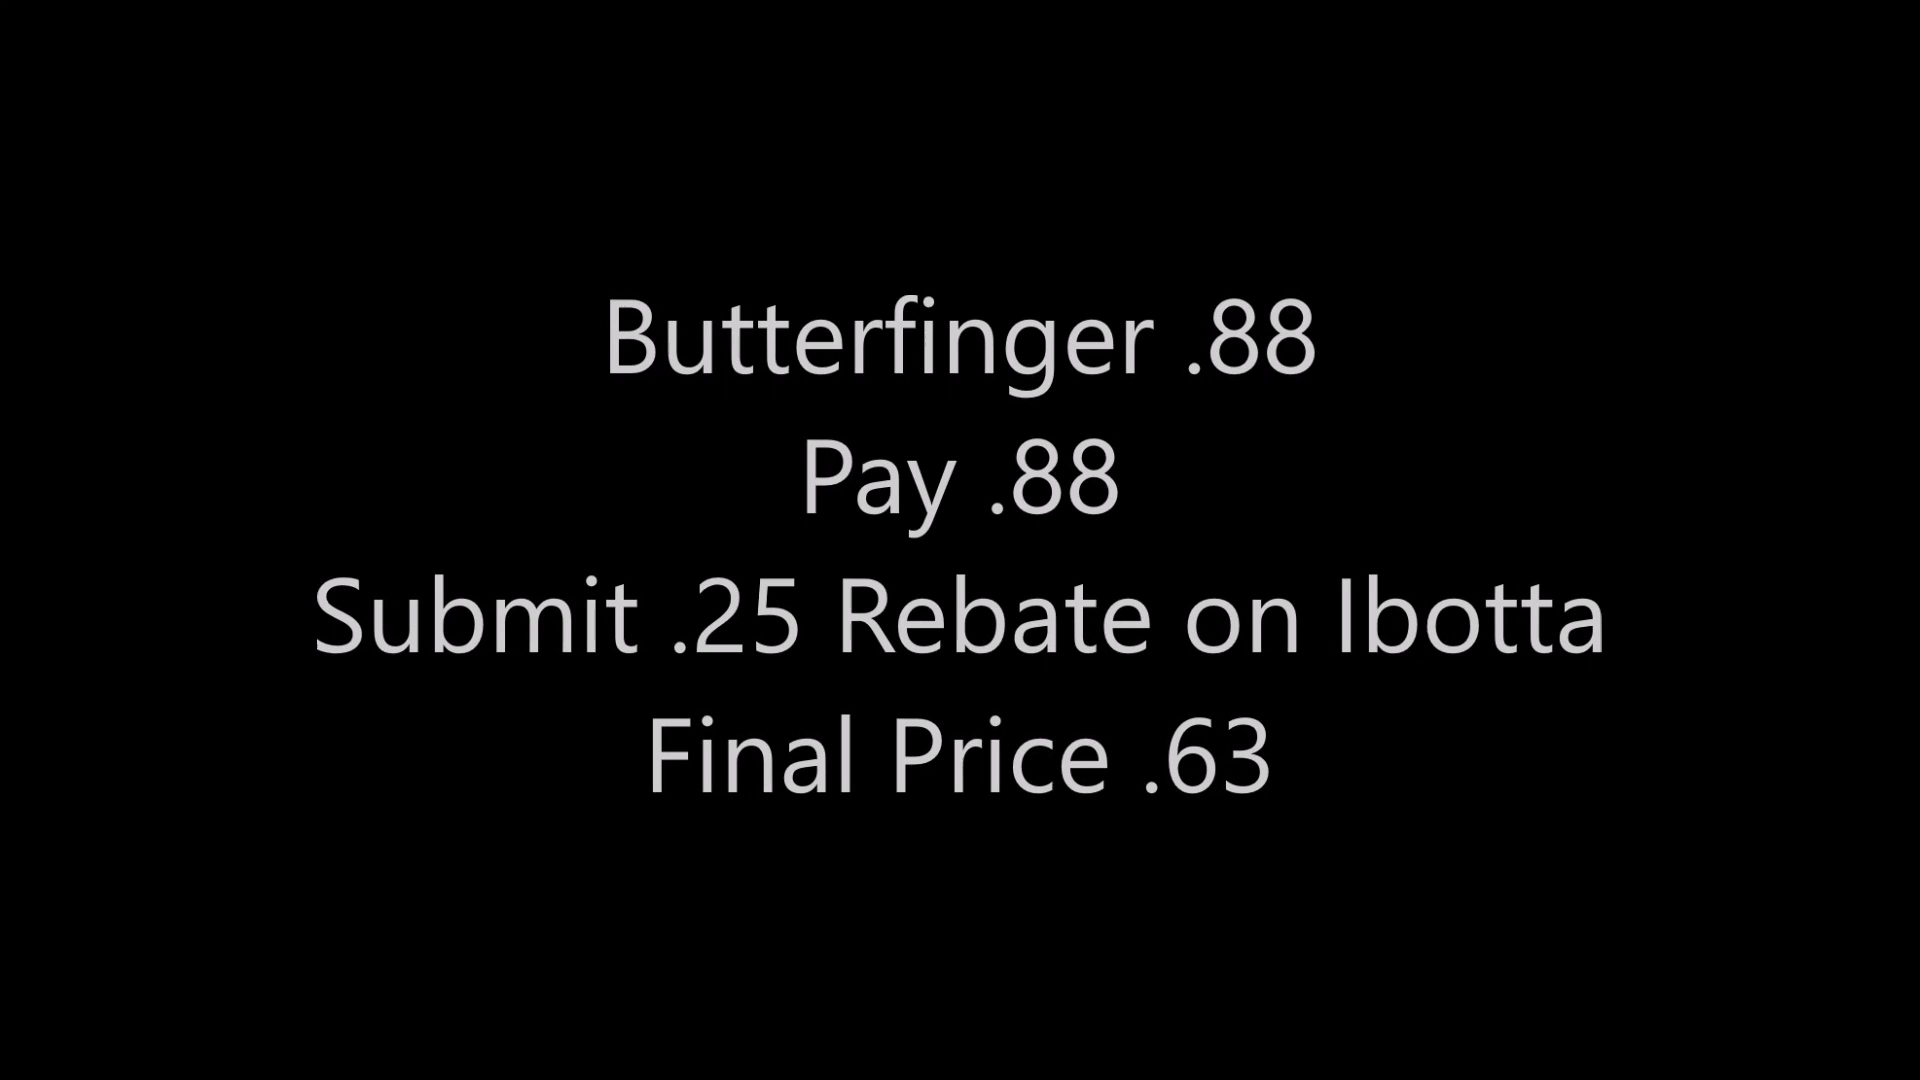 Butterfinger .88
Pay .88
Submit .25 Rebate on Ibotta
Final Price .63